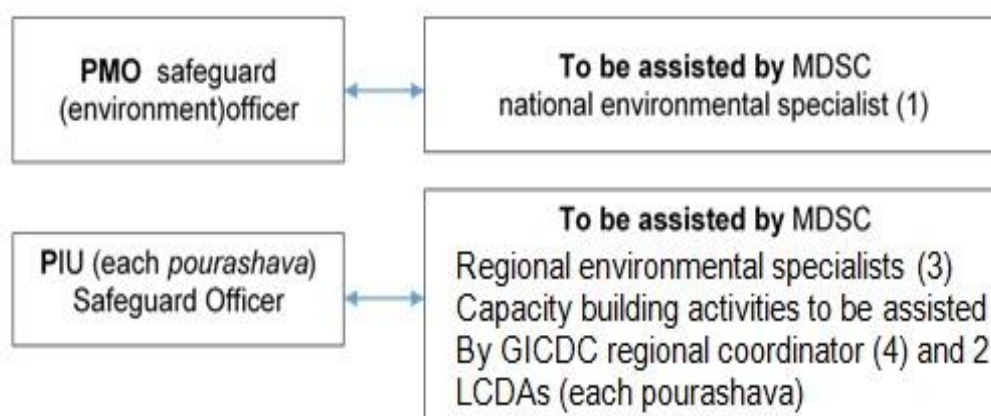 PMO safeguard
(environment)officer
To be assisted by MDSC
national environmental specialist (1)
PIU (each pourashava)
Safeguard Officer
To be assisted by MDSC
Regional environmental specialists (3)
Capacity building activities to be assisted
By GICDC regional coordinator (4) and 2
LCDAs (each pourashava)